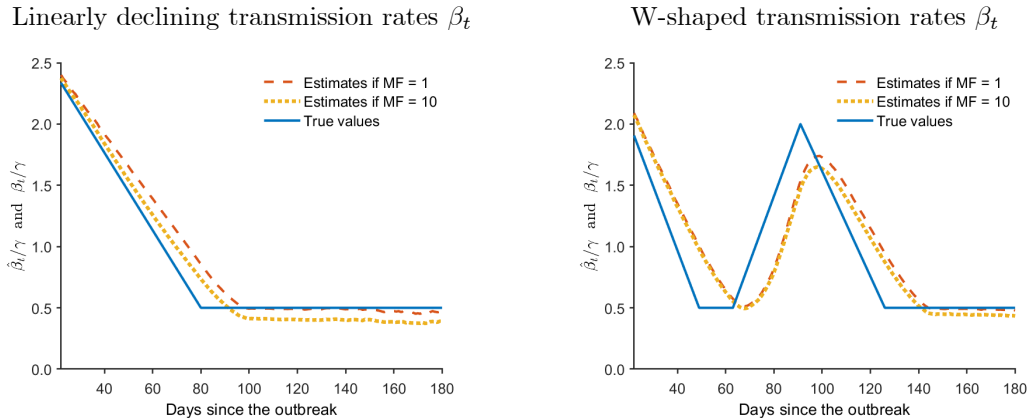 Linearly declining transmission rates βₜ
2.5
2.0
1.5
1.0
0.5
0.0
β̂ₜ/γ and βₜ/γ
Estimates if MF = 1
Estimates if MF = 10
True values
40 60 80 100 120 140 160 180
Days since the outbreak
W-shaped transmission rates βₜ
2.5
2.0
1.5
1.0
0.5
0.0
β̂ₜ/γ and βₜ/γ
Estimates if MF = 1
Estimates if MF = 10
True values
40 60 80 100 120 140 160 180
Days since the outbreak